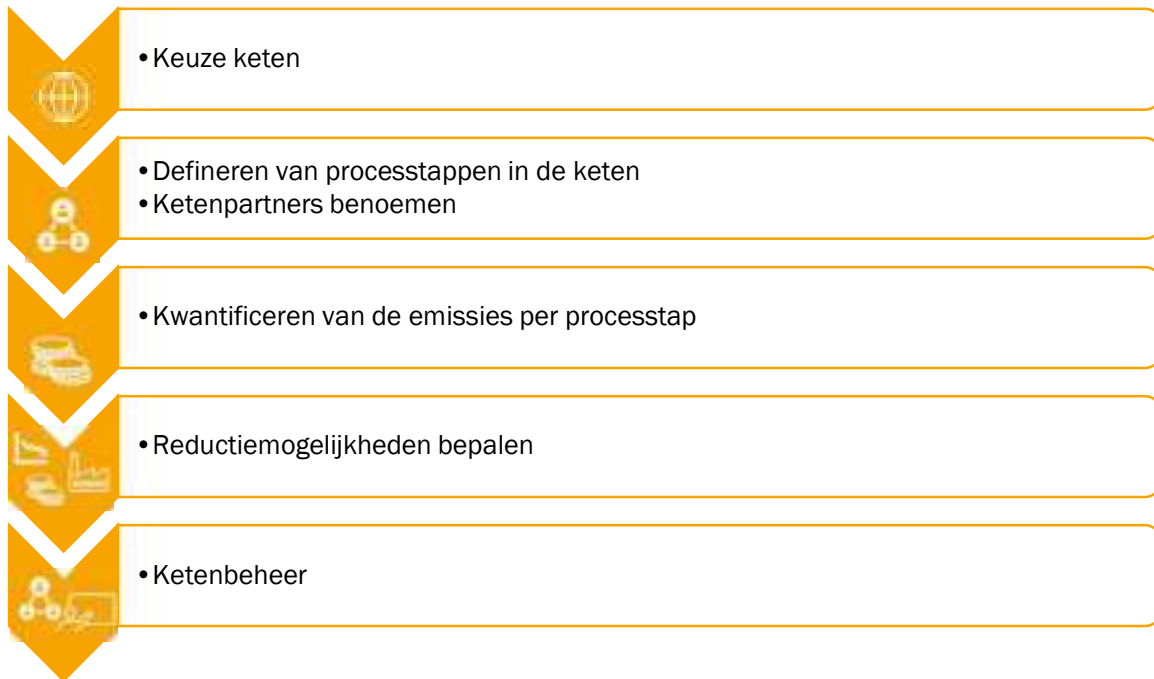 •Keuze keten
•Defineren van processtappen in de keten
•Ketenpartners benoemen
•Kwantificeren van de emissies per processtap
•Reductiemogelijkheden bepalen
•Ketenbeheer